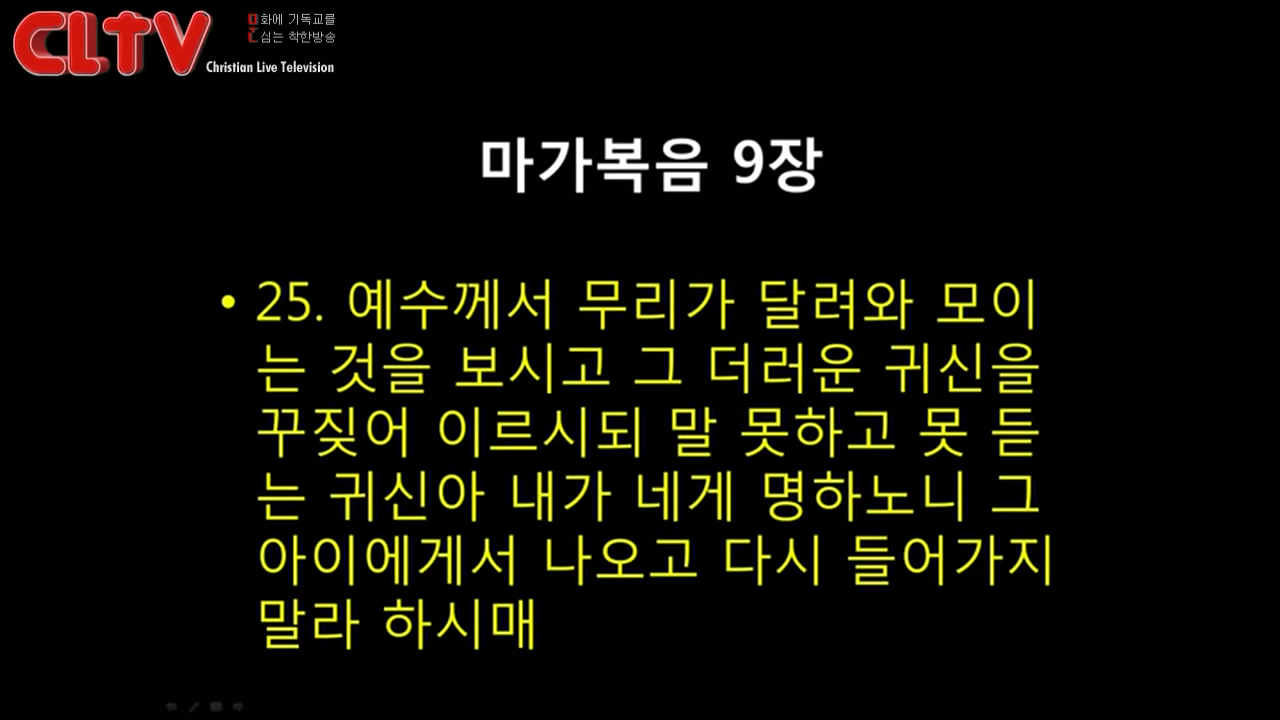 CLTV
문화에 기독교를
심는 착한방송
Christian Live Television
마가복음 9장
• 25. 예수께서 무리가 달려와 모이
는 것을 보시고 그 더러운 귀신을
꾸짖어 이르시되 말 못하고 못 듣
는 귀신아 내가 네게 명하노니 그
아이에게서 나오고 다시 들어가지
말라 하시매